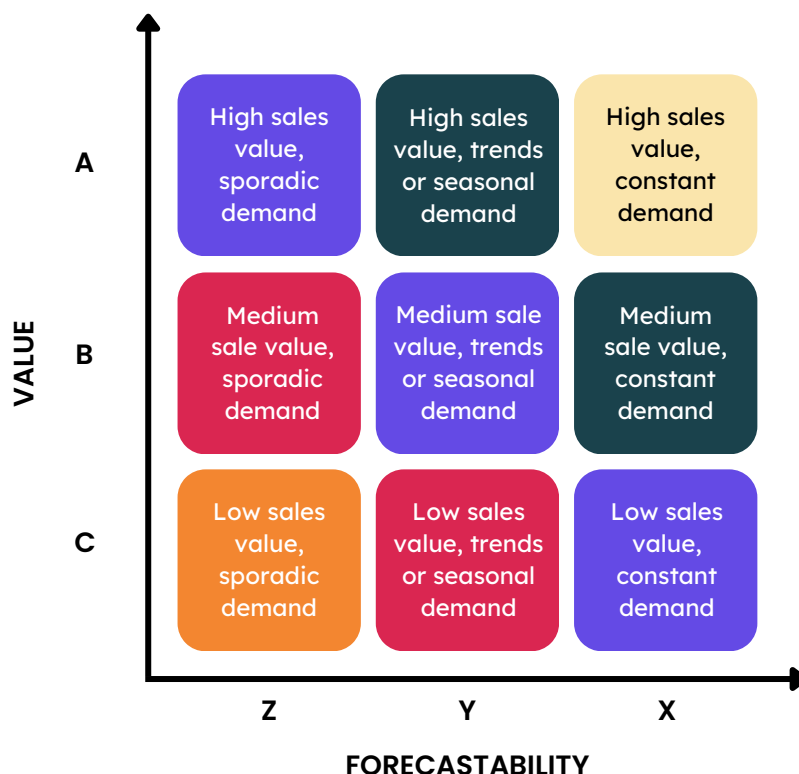 A
High sales
value,
sporadic
demand
High sales
value, trends
or seasonal
demand
High sales
value,
constant
demand
VALUE
B
Medium
sale value,
sporadic
demand
Medium sale
value, trends
or seasonal
demand
Medium
sale value,
constant
demand
C
Low sales
value,
sporadic
demand
Low sales
value, trends
or seasonal
demand
Low sales
value,
constant
demand
Z
Y
X
FORECASTABILITY